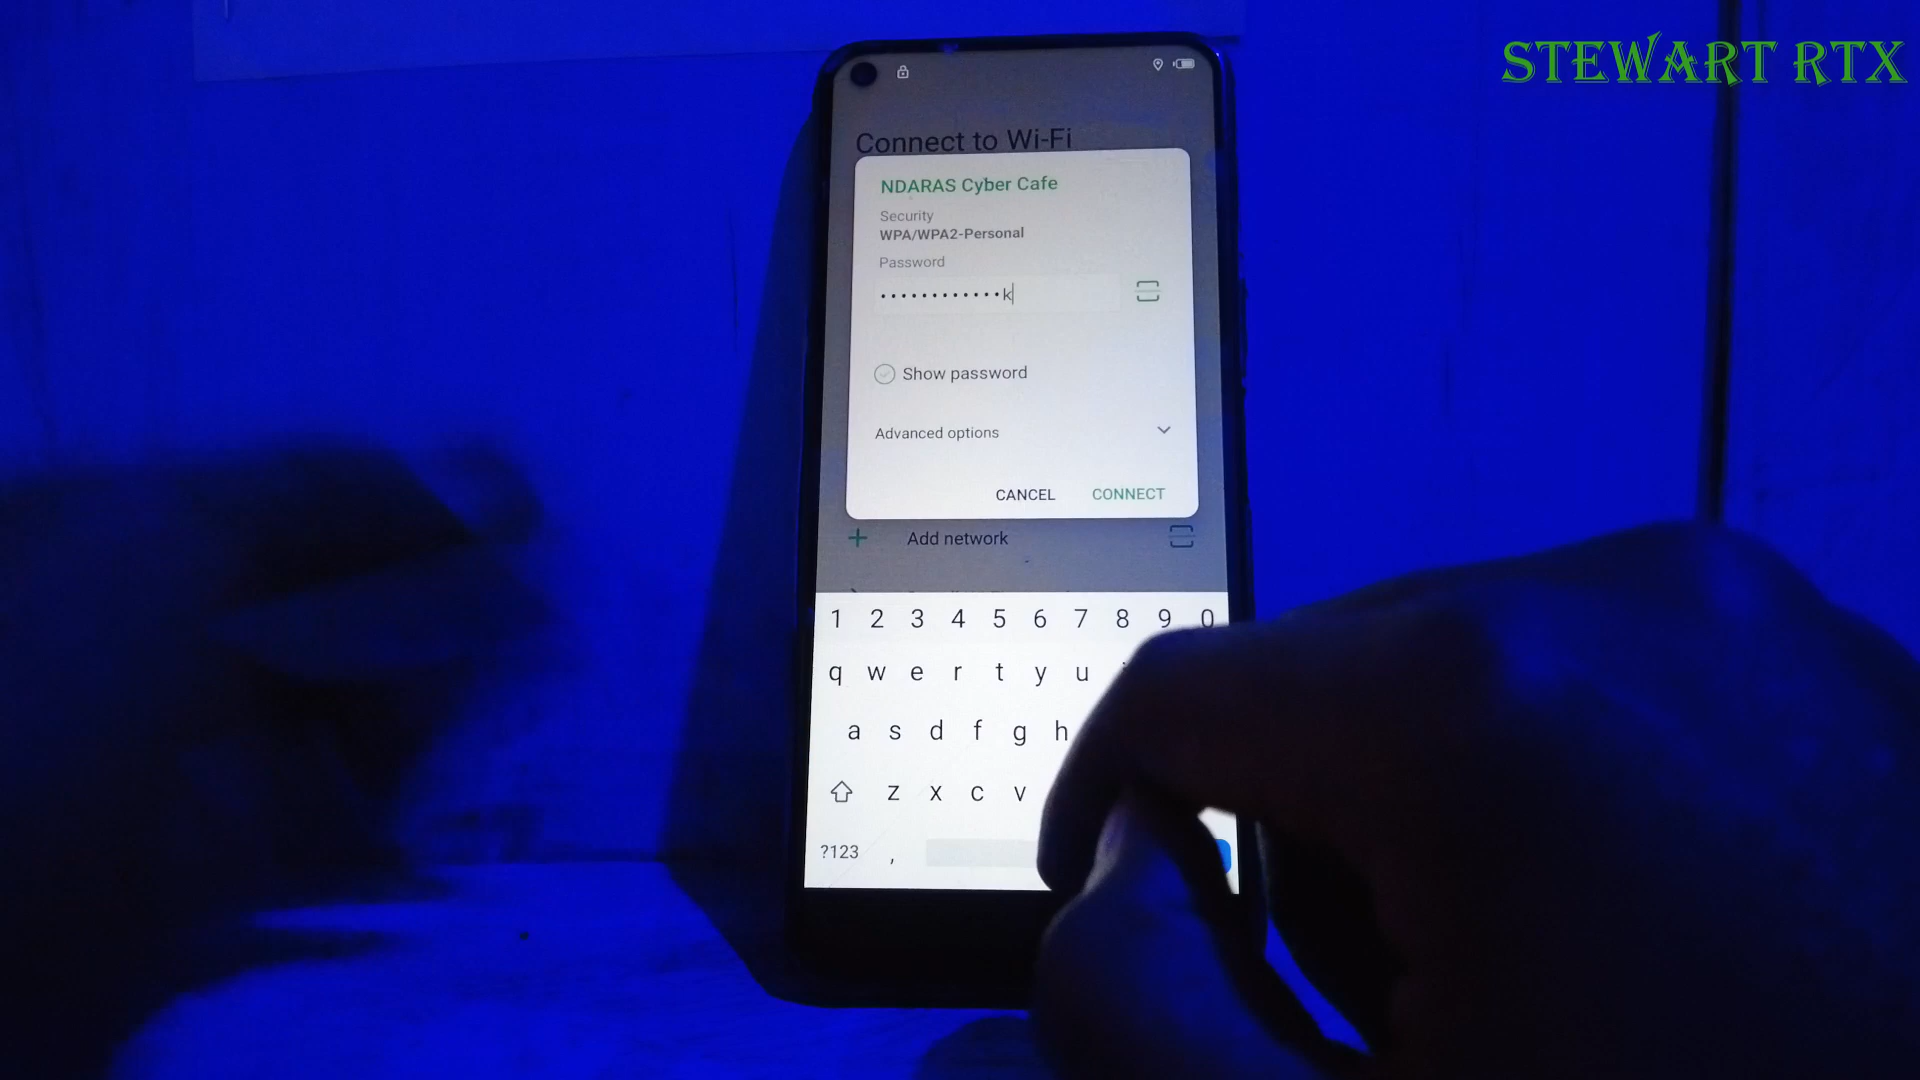 STEWART RTX
Connect to Wi-Fi
NDARAS Cyber Cafe
Security
WPA/WPA2-Personal
Password
••••••••••••k
Show password
Advanced options
CANCEL CONNECT
+ Add network
1 2 3 4 5 6 7 8 9 0
q w e r t y u
a s d f g h
z x c v
?123 ,